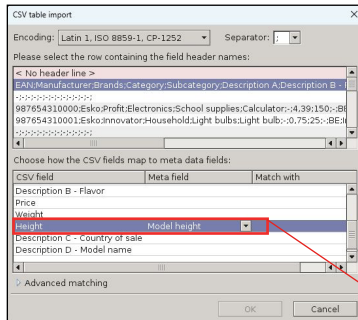 CSV table import
Encoding: Latin 1, ISO 8859-1, CP-1252 Separator: ;
Please select the row containing the field header names:
< No header line >
EAN;Manufacturer;Brands;Category;Subcategory;Description A;Description B -
-;-;-;-;-;-;-;-;-;-;-;-;
987654310000;Esko;Profit;Electronics;School supplies;Calculator;-;4,39;150;-;BE
987654310001;Esko;Innovator;Household;Light bulbs;Light bulb;-;0,75;25;-;BE;
-;-;-;-;-;-;-;-;-;-;-;-;
Choose how the CSV fields map to meta data fields:
CSV field Meta field Match with
Description B - Flavor
Price
Weight
Height Model height
Description C - Country of sale
Description D - Model name
Advanced matching
OK Cancel